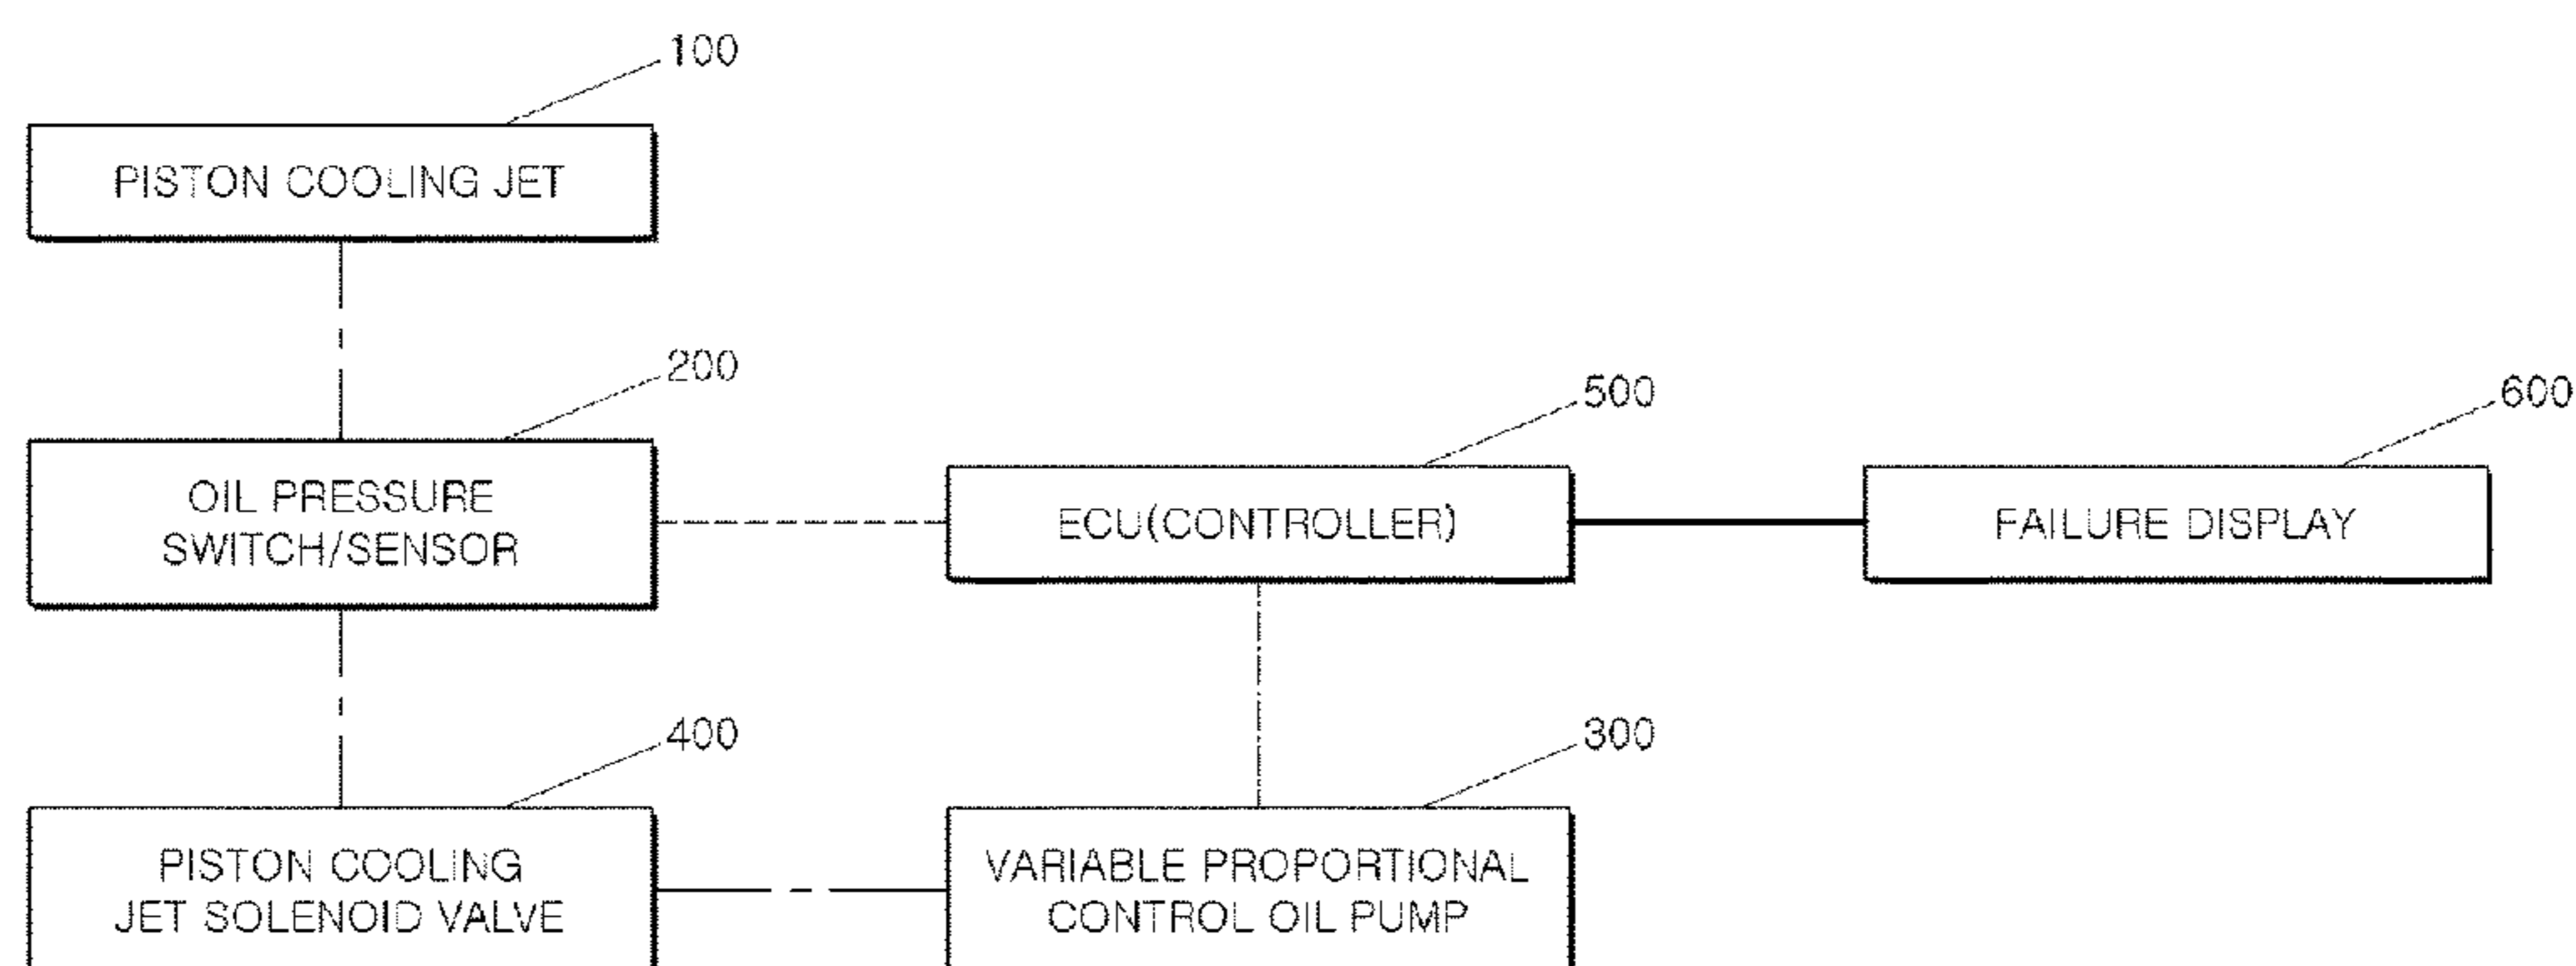 100
PISTON COOLING JET
200
OIL PRESSURE
SWITCH/SENSOR
500
ECU(CONTROLLER)
600
FAILURE DISPLAY
400
PISTON COOLING
JET SOLENOID VALVE
300
VARIABLE PROPORTIONAL
CONTROL OIL PUMP